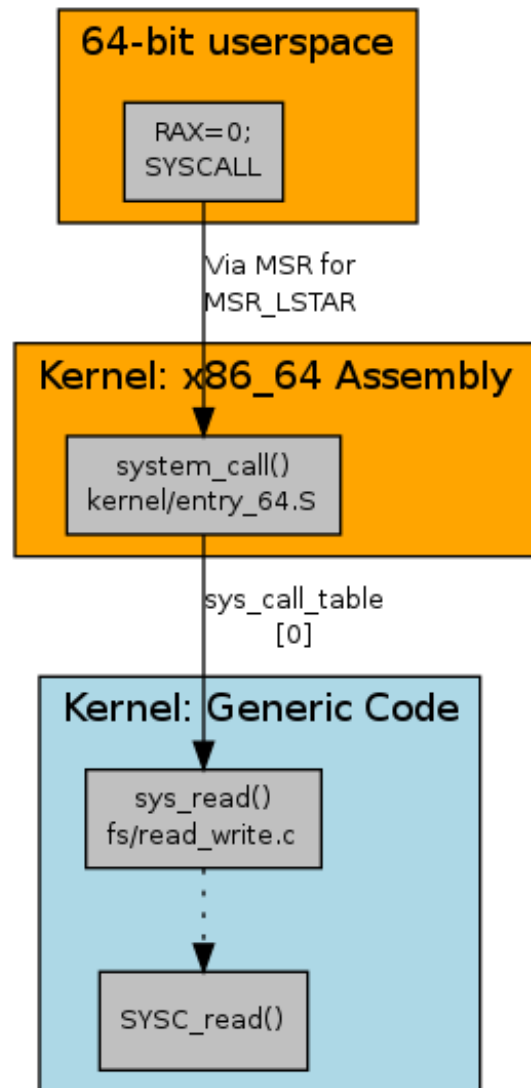 64-bit userspace
RAX=0;
SYSCALL
Via MSR for
MSR_LSTAR
Kernel: x86_64 Assembly
system_call()
kernel/entry_64.S
sys_call_table
[0]
Kernel: Generic Code
sys_read()
fs/read_write.c
SYSC_read()